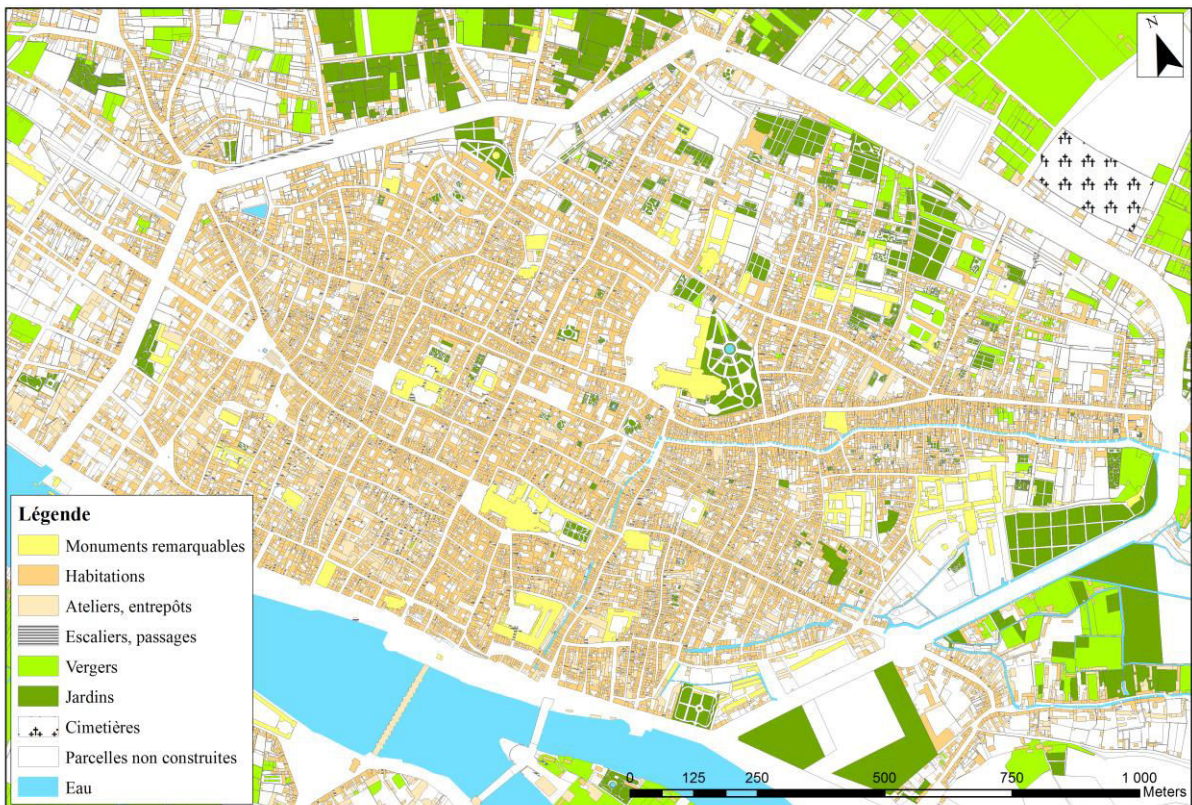 N
Légende
Monuments remarquables
Habitations
Ateliers, entrepôts
Escaliers, passages
Vergers
Jardins
Cimetières
Parcelles non construites
Eau
0 125 250 500 750 1 000
Meters